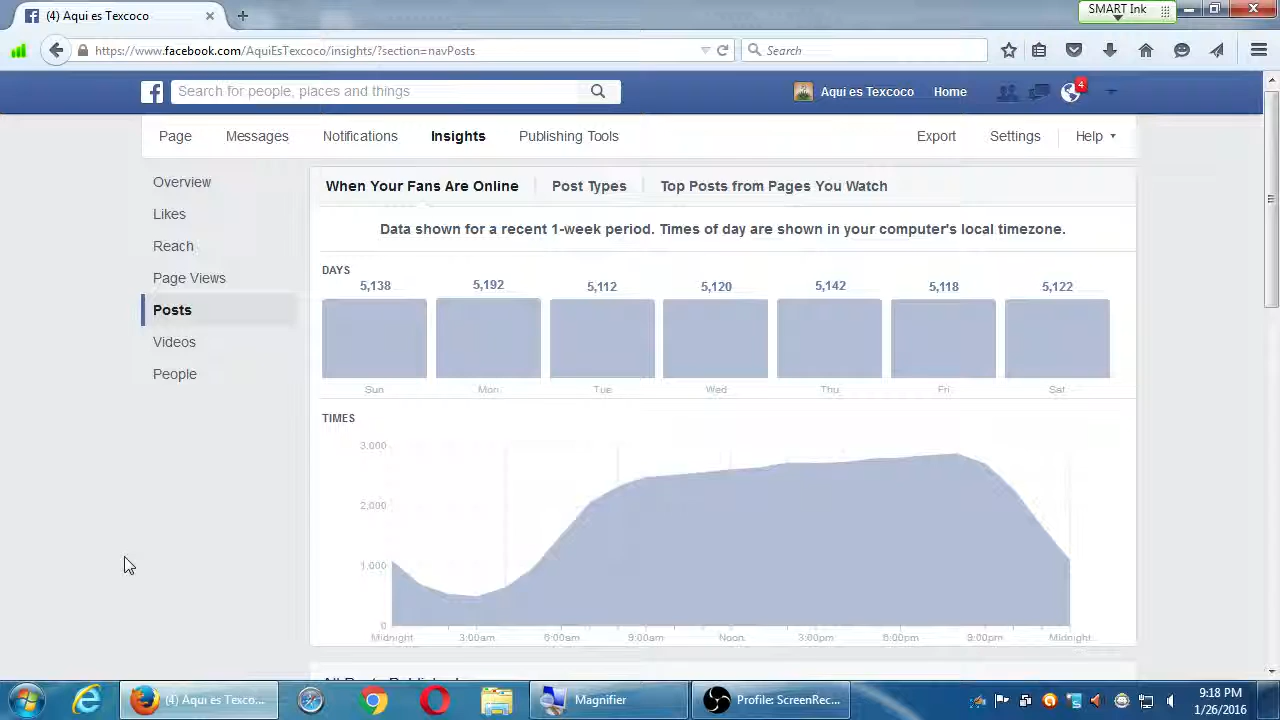 (4) Aqui es Texcoco
SMART Ink
https://www.facebook.com/AquiEsTexcoco/insights/?section=navPosts
Search
Search for people, places and things
Aqui es Texcoco
Home
4
Page
Messages
Notifications
Insights
Publishing Tools
Export
Settings
Help
Overview
Likes
Reach
Page Views
Posts
Videos
People
When Your Fans Are Online
Post Types
Top Posts from Pages You Watch
Data shown for a recent 1-week period. Times of day are shown in your computer's local timezone.
DAYS
5,138
5,192
5,112
5,120
5,142
5,118
5,122
Sun
Mon
Tue
Wed
Thu
Fri
Sat
TIMES
3,000
2,000
1,000
0
Midnight
3:00am
6:00am
9:00am
Noon
3:00pm
6:00pm
9:00pm
Midnight
(4) Aqui es Texco...
Magnifier
Profile: ScreenRec...
9:18 PM
1/26/2016